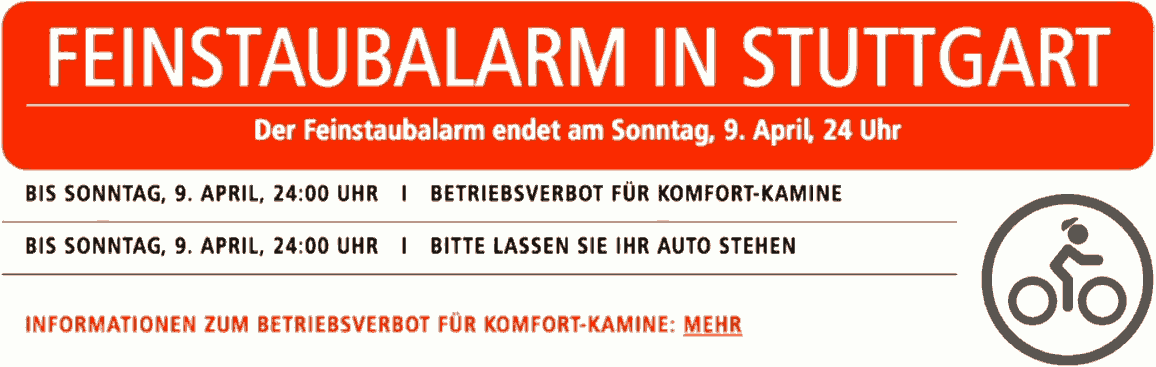 FEINSTAUBALARM IN STUTTGART
Der Feinstaubalarm endet am Sonntag, 9. April, 24 Uhr
BIS SONNTAG, 9. APRIL, 24:00 UHR | BETRIEBSVERBOT FÜR KOMFORT-KAMINE
BIS SONNTAG, 9. APRIL, 24:00 UHR | BITTE LASSEN SIE IHR AUTO STEHEN
INFORMATIONEN ZUM BETRIEBSVERBOT FÜR KOMFORT-KAMINE: MEHR